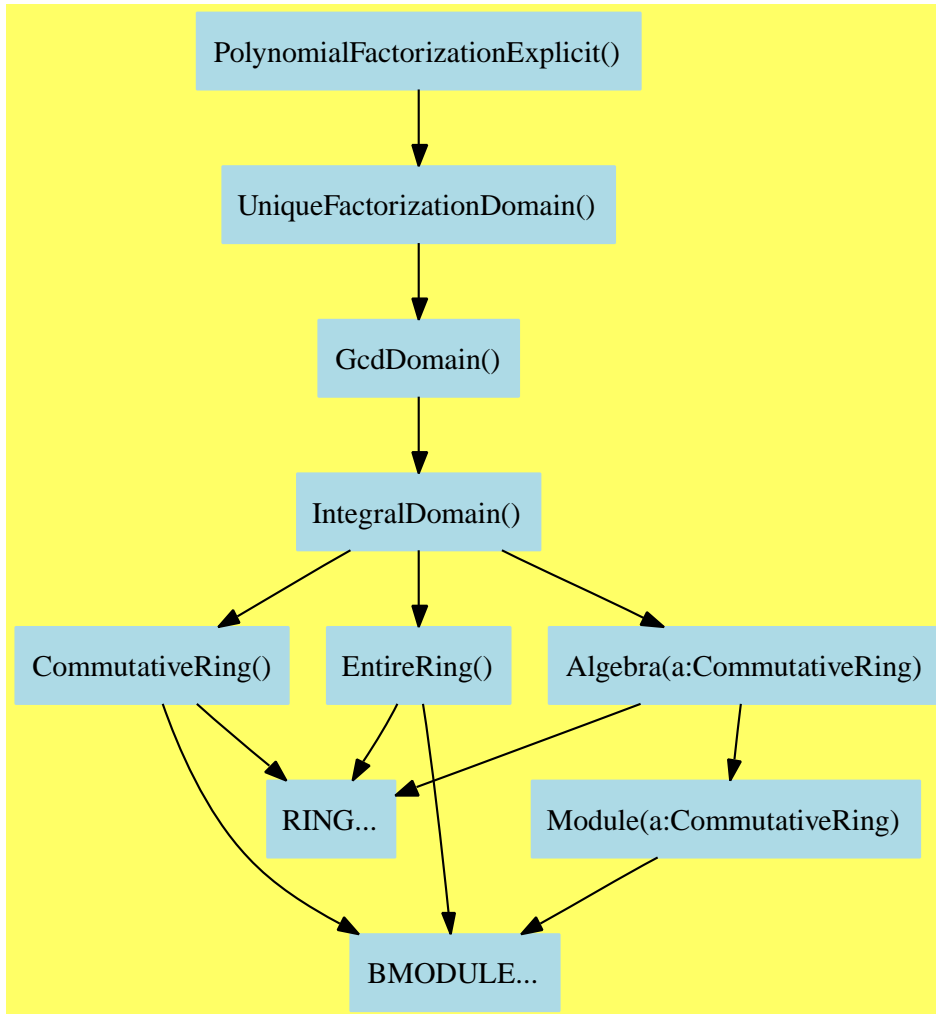 PolynomialFactorizationExplicit()
UniqueFactorizationDomain()
GcdDomain()
IntegralDomain()
CommutativeRing()
EntireRing()
Algebra(a:CommutativeRing)
RING...
Module(a:CommutativeRing)
BMODULE...